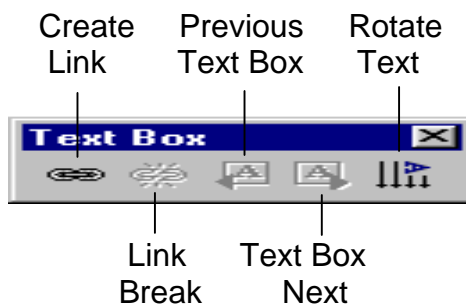 Create Previous Rotate
Link Text Box Text
Text Box
Link Text Box
Break Next